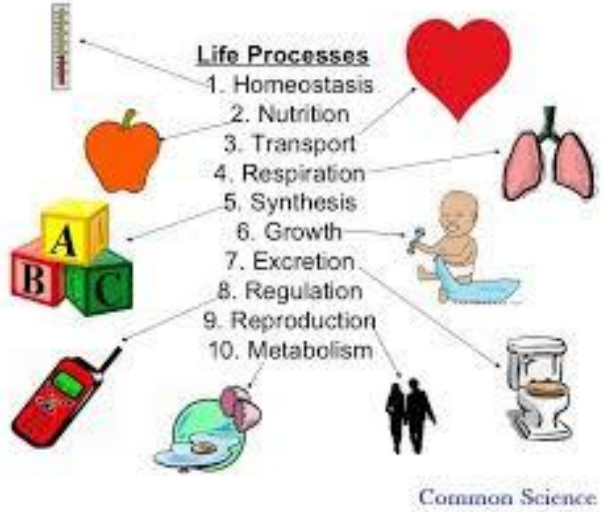 Life Processes
1. Homeostasis
2. Nutrition
3. Transport
4. Respiration
5. Synthesis
6. Growth
7. Excretion
8. Regulation
9. Reproduction
10. Metabolism
A
B C
Common Science